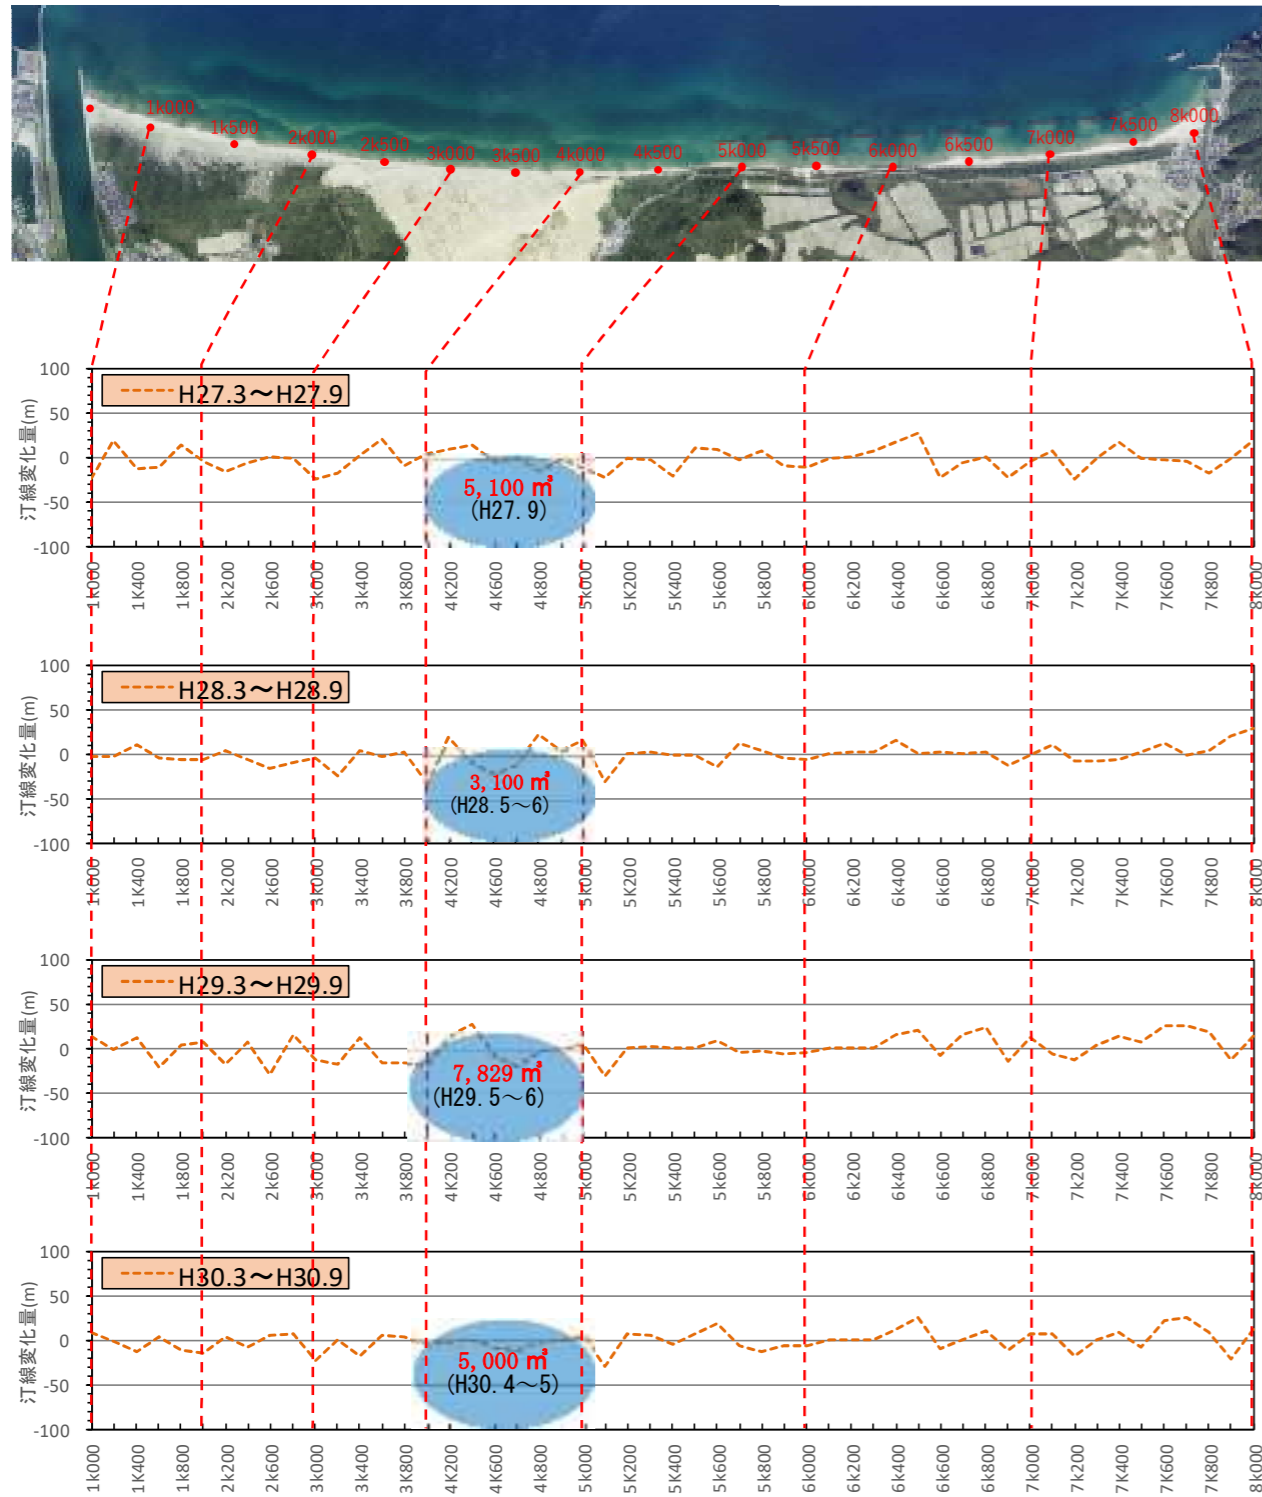 1k000
1k500
2k000
2k500
3k000
3k500
4k000
4k500
5k000
5k500
6k000
6k500
7k000
7k500
8k000
汀線変化量(m)
100
50
0
-50
-100
H27.3～H27.9
5,100 ㎥
(H27.9)
1k000 1K400 1k800 2k200 2k600 3k000 3k400 3K800 4K200 4K600 4k800 5k000 5K200 5K400 5k600 5k800 6k000 6k200 6k400 6k600 6k800 7k000 7k200 7K400 7K600 7K800 8k000
汀線変化量(m)
100
50
0
-50
-100
H28.3～H28.9
3,100 ㎥
(H28.5～6)
1k000 1K400 1k800 2k200 2k600 3k000 3k400 3K800 4K200 4K600 4k800 5k000 5K200 5K400 5k600 5k800 6k000 6k200 6k400 6k600 6k800 7k000 7k200 7K400 7K600 7K800 8k000
汀線変化量(m)
100
50
0
-50
-100
H29.3～H29.9
7,829 ㎥
(H29.5～6)
1k000 1K400 1k800 2k200 2k600 3k000 3k400 3K800 4K200 4K600 4k800 5k000 5K200 5K400 5k600 5k800 6k000 6k200 6k400 6k600 6k800 7k000 7k200 7K400 7K600 7K800 8k000
汀線変化量(m)
100
50
0
-50
-100
H30.3～H30.9
5,000 ㎥
(H30.4～5)
1k000 1K400 1k800 2k200 2k600 3k000 3k400 3K800 4K200 4K600 4k800 5k000 5K200 5K400 5k600 5k800 6k000 6k200 6k400 6k600 6k800 7k000 7k200 7K400 7K600 7K800 8k000